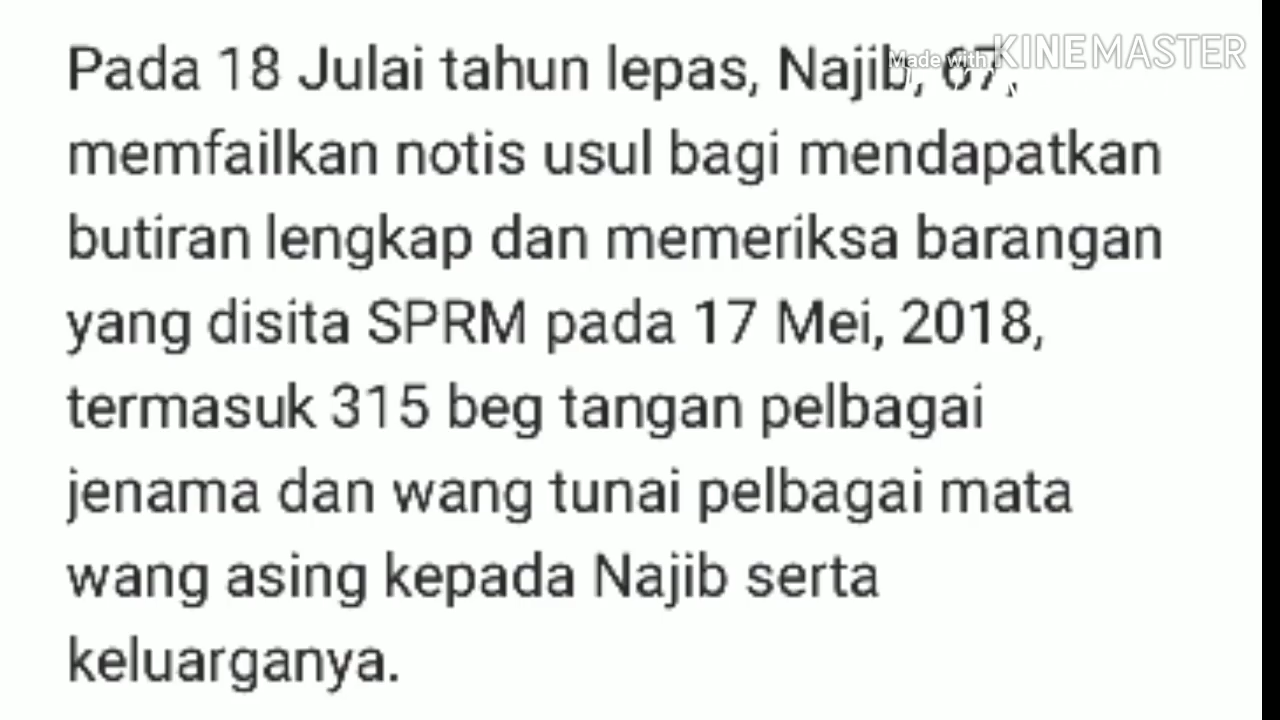 Pada 18 Julai tahun lepas, Najib, 67,
Made with KINEMASTER
memfailkan notis usul bagi mendapatkan
butiran lengkap dan memeriksa barangan
yang disita SPRM pada 17 Mei, 2018,
termasuk 315 beg tangan pelbagai
jenama dan wang tunai pelbagai mata
wang asing kepada Najib serta
keluarganya.